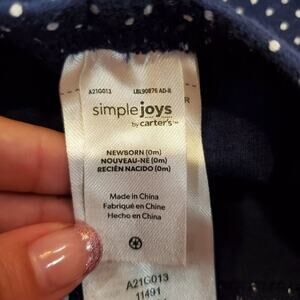 A21G013 LBL90876 AD-R
simple joys
by carter's™
NEWBORN (0m)
NOUVEAU-NÉ (0m)
RECIÉN NACIDO (0m)
Made in China
Fabriqué en Chine
Hecho en China
A21G013
11491